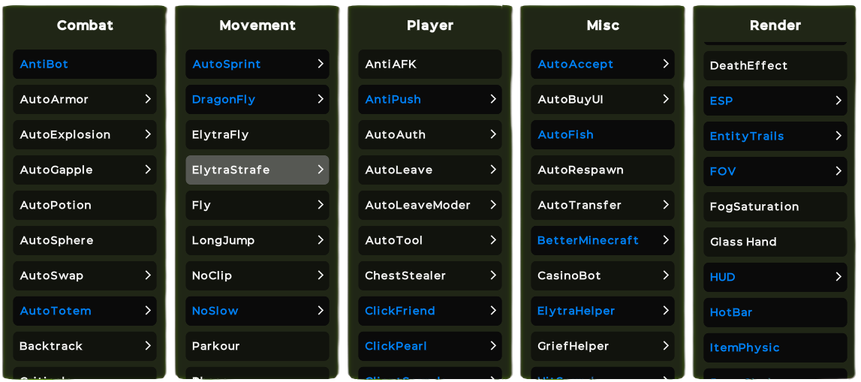 Combat
AntiBot
AutoArmor
AutoExplosion
AutoGapple
AutoPotion
AutoSphere
AutoSwap
AutoTotem
Backtrack
Movement
AutoSprint
DragonFly
ElytraFly
ElytraStrafe
Fly
LongJump
NoClip
NoSlow
Parkour
Player
AntiAFK
AntiPush
AutoAuth
AutoLeave
AutoLeaveModer
AutoTool
ChestStealer
ClickFriend
ClickPearl
Misc
AutoAccept
AutoBuyUI
AutoFish
AutoRespawn
AutoTransfer
BetterMinecraft
CasinoBot
ElytraHelper
GriefHelper
Render
DeathEffect
ESP
EntityTrails
FOV
FogSaturation
Glass Hand
HUD
HotBar
ItemPhysic